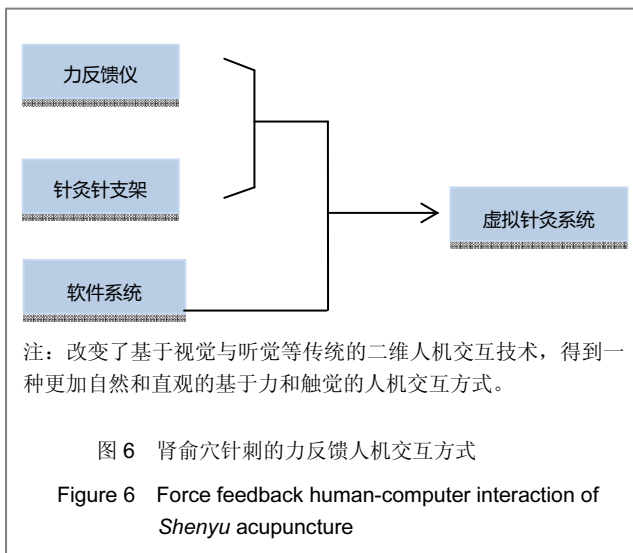 力反馈仪
针灸针支架
虚拟针灸系统
软件系统
注：改变了基于视觉与听觉等传统的二维人机交互技术，得到一
种更加自然和直观的基于力和触觉的人机交互方式。
图 6 肾俞穴针刺的力反馈人机交互方式
Figure 6 Force feedback human-computer interaction of
Shenyu acupuncture